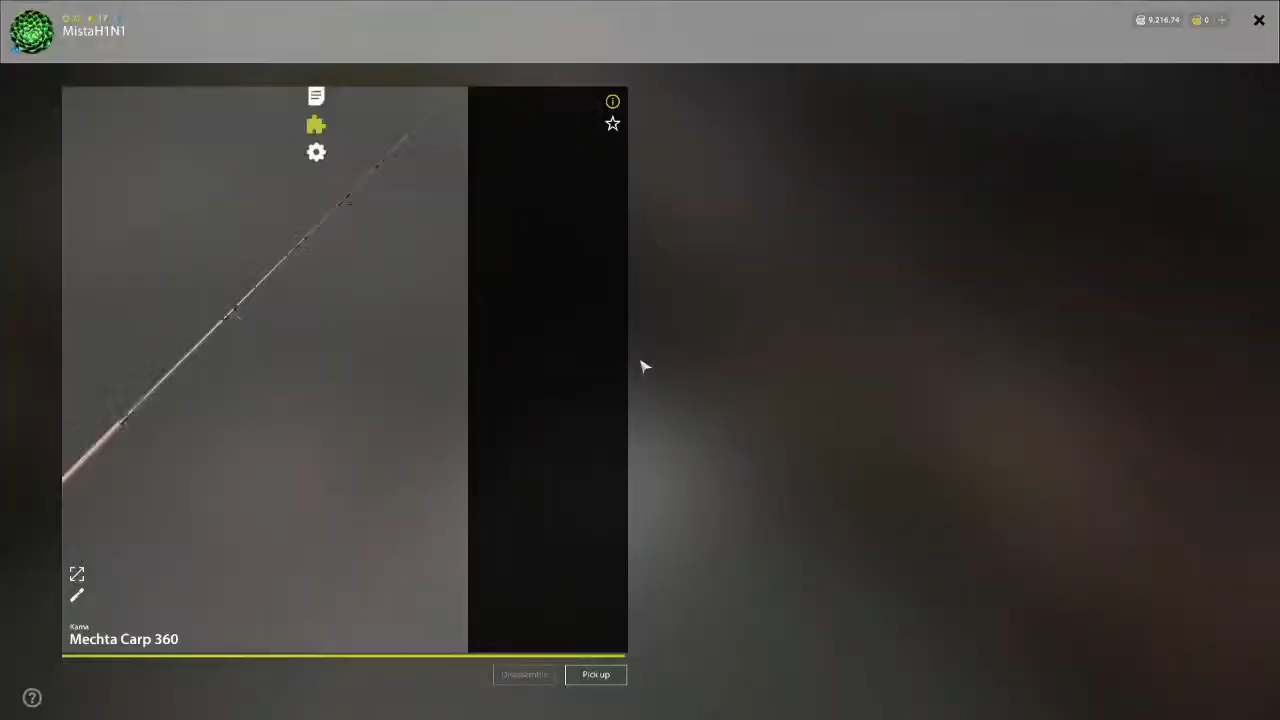 MistaH1N1
9,216.74
0
Kama
Mechta Carp 360
Disassemble
Pick up